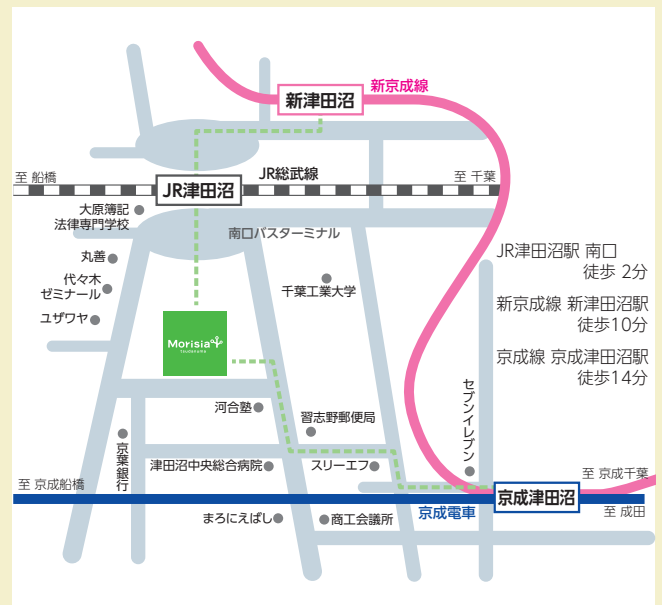 新京成線
新津田沼
JR総武線
至 船橋
至 千葉
JR津田沼
大原簿記
法律専門学校
南口バスターミナル
丸善
代々木
ゼミナール
千葉工業大学
ユザワヤ
JR津田沼駅 南口
徒歩 2分
新京成線 新津田沼駅
徒歩10分
京成線 京成津田沼駅
徒歩14分
Morisia
tsudanuma
セブンイレブン
河合塾
習志野郵便局
京葉銀行
津田沼中央総合病院
スリーエフ
至 京成船橋
至 京成千葉
京成津田沼
京成電車
至 成田
まろにえばし
商工会議所